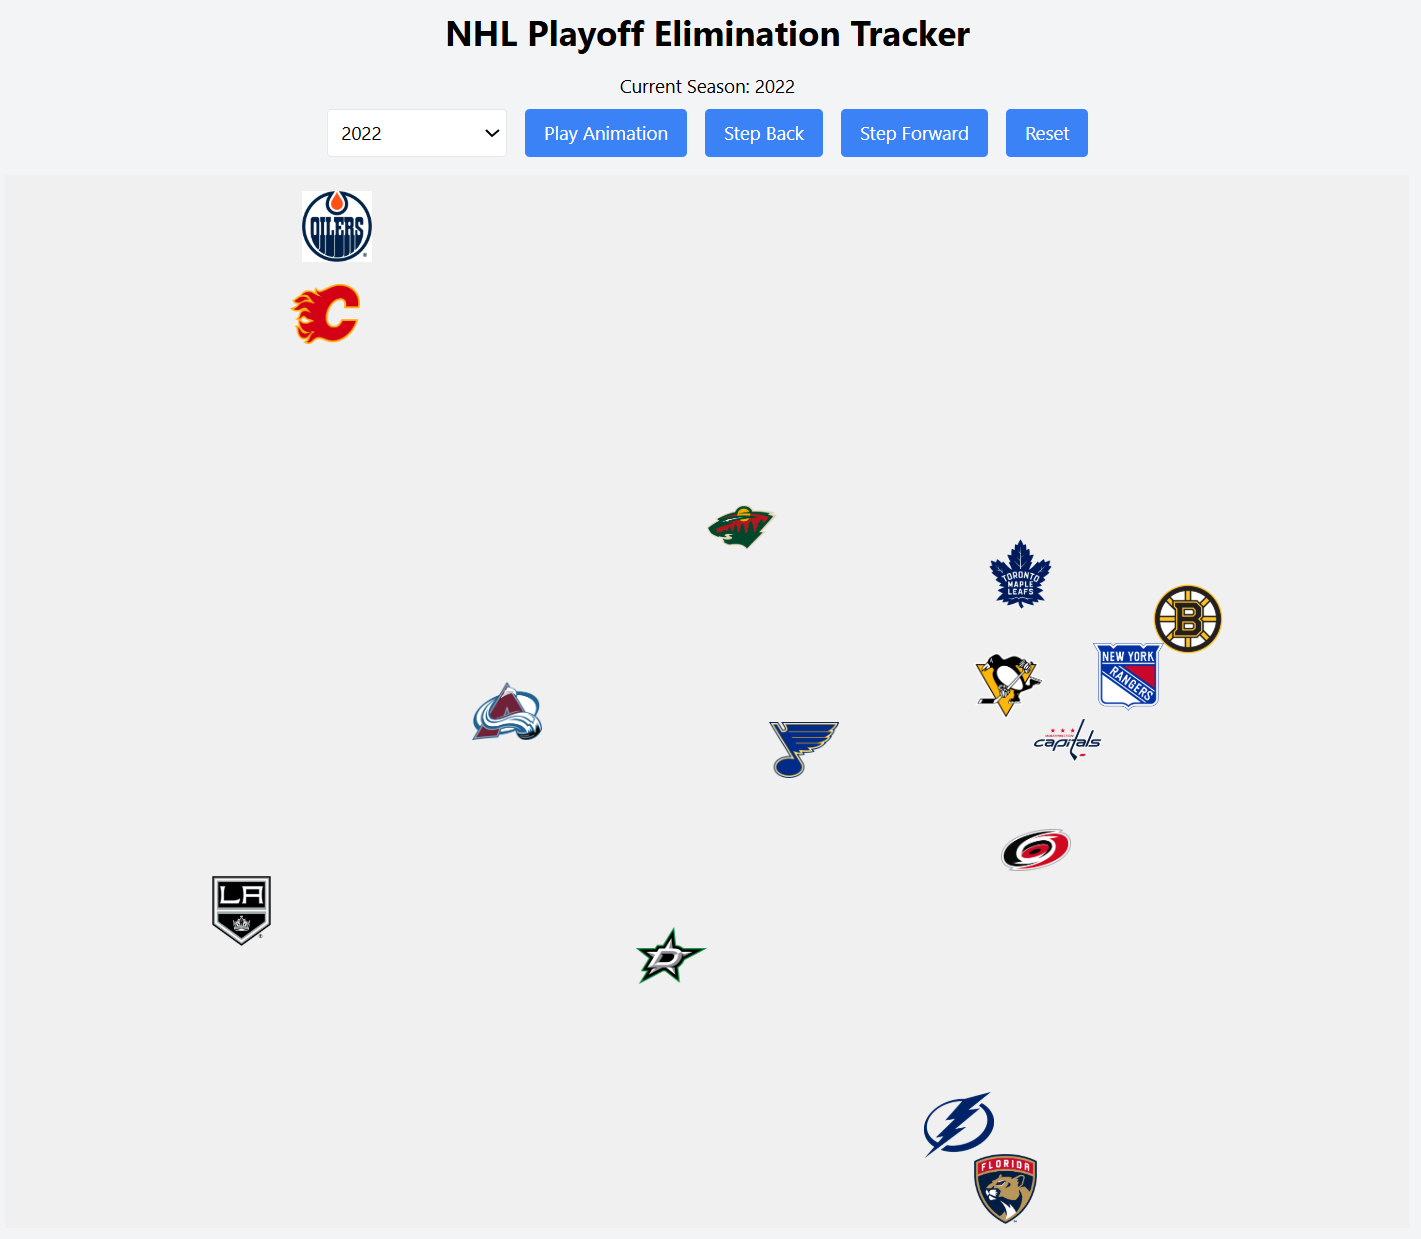 NHL Playoff Elimination Tracker
Current Season: 2022
2022
Play Animation
Step Back
Step Forward
Reset
OILERS
C
TORONTO
MAPLE
LEAFS
B
NEW YORK
RANGERS
A
WASHINGTON
capitals
LA
D
FLORIDA